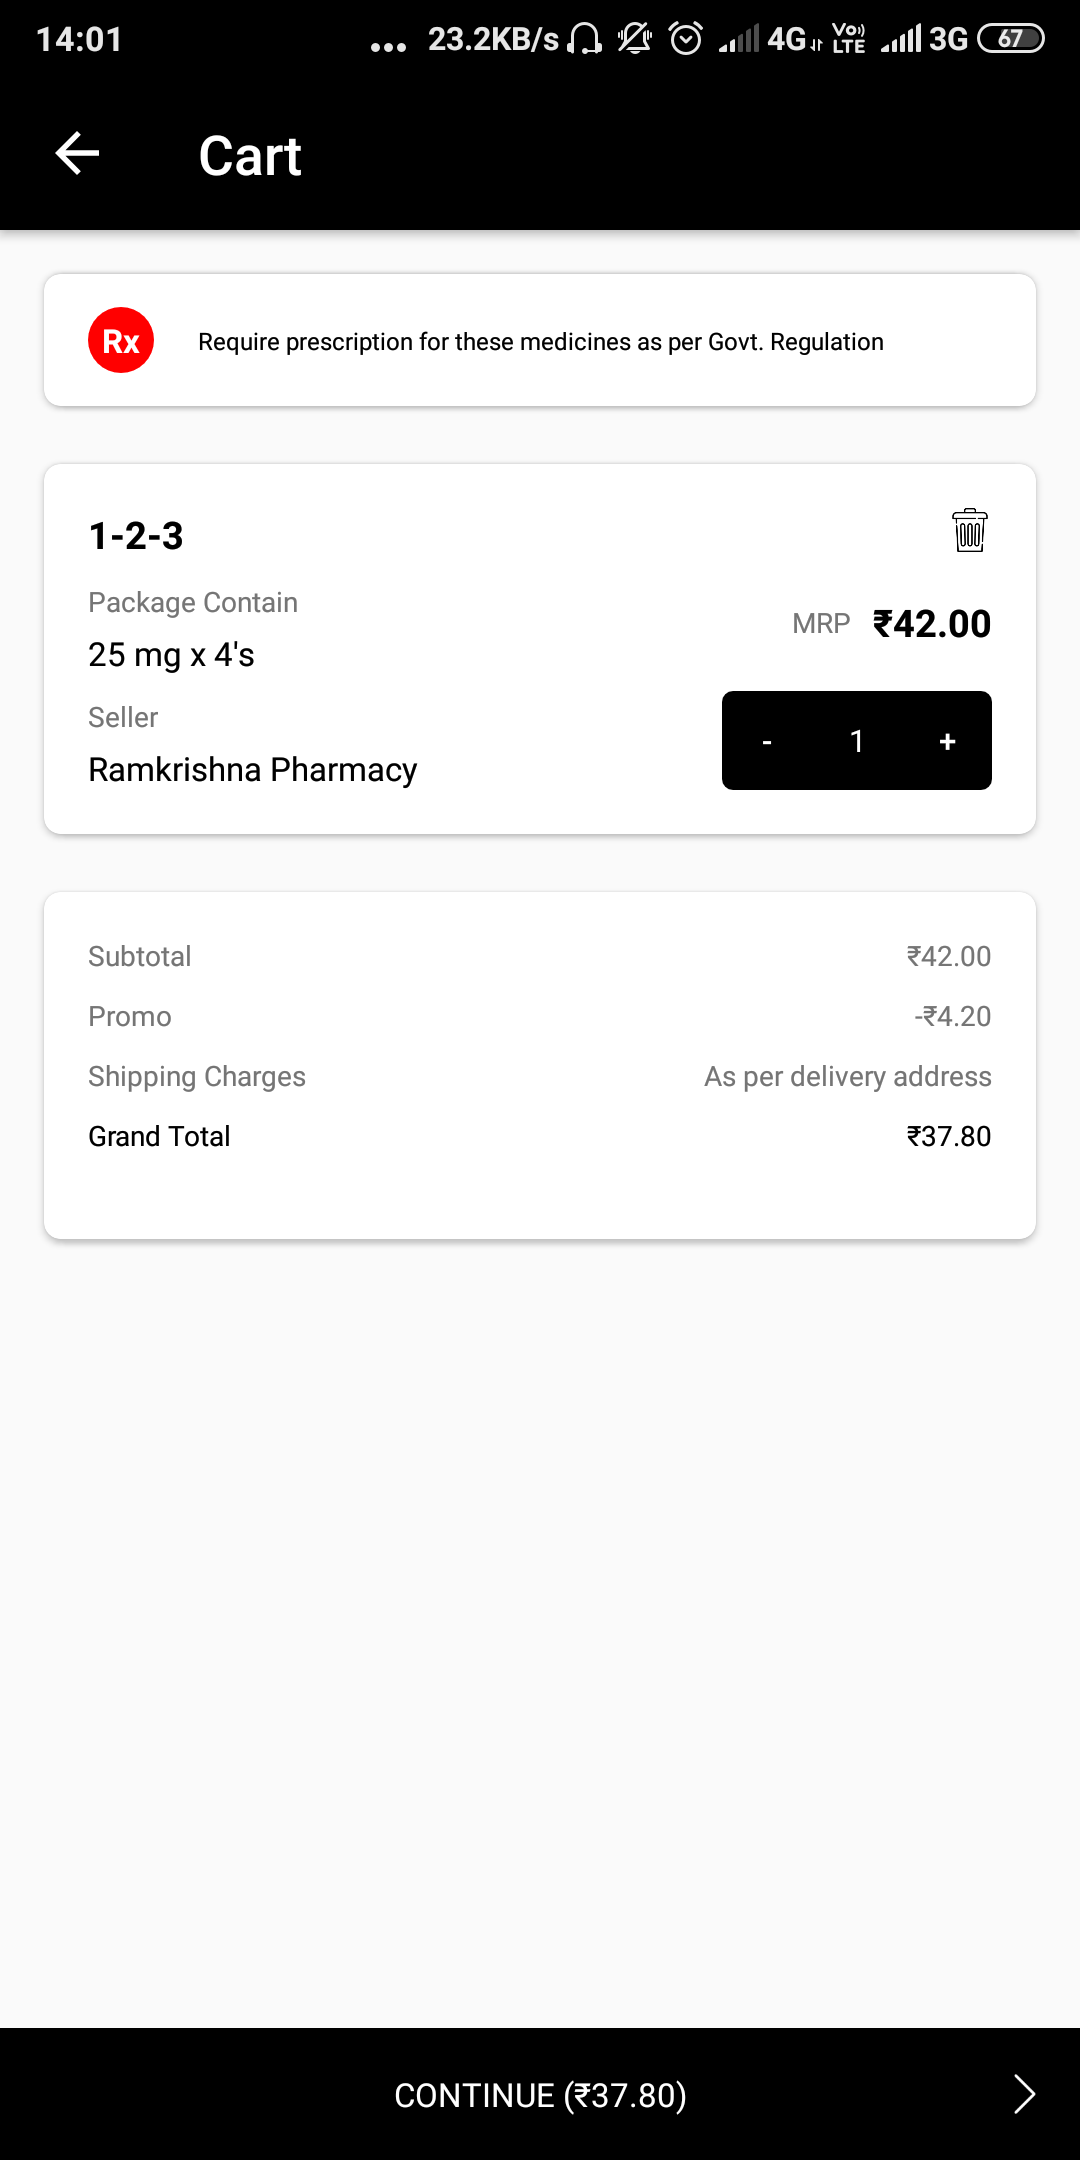 14:01 ... 23.2KB/s 4G VoLTE 3G 67
Cart
Rx Require prescription for these medicines as per Govt. Regulation
1-2-3
Package Contain
MRP ₹42.00
25 mg x 4's
Seller
- 1 +
Ramkrishna Pharmacy
Subtotal ₹42.00
Promo -₹4.20
Shipping Charges As per delivery address
Grand Total ₹37.80
CONTINUE (₹37.80)